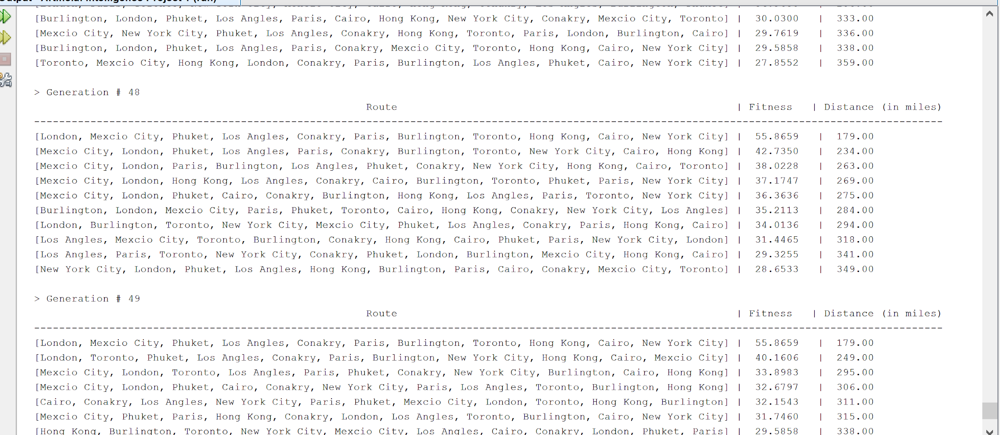 [Burlington, London, Phuket, Los Angles, Paris, Cairo, Hong Kong, New York City, Conakry, Mexcio City, Toronto] | 30.0300 | 333.00
[Mexcio City, New York City, Phuket, Los Angles, Conakry, Hong Kong, Toronto, Paris, London, Burlington, Cairo] | 29.7619 | 336.00
[Burlington, London, Phuket, Los Angles, Paris, Conakry, Mexcio City, Toronto, Hong Kong, Cairo, New York City] | 29.5858 | 338.00
[Toronto, Mexcio City, Hong Kong, London, Conakry, Paris, Burlington, Los Angles, Phuket, Cairo, New York City] | 27.8552 | 359.00
> Generation # 48
Route | Fitness | Distance (in miles)
[London, Mexcio City, Phuket, Los Angles, Conakry, Paris, Burlington, Toronto, Hong Kong, Cairo, New York City] | 55.8659 | 179.00
[Mexcio City, London, Phuket, Los Angles, Paris, Conakry, Burlington, Toronto, New York City, Cairo, Hong Kong] | 42.7350 | 234.00
[Mexcio City, London, Paris, Burlington, Los Angles, Phuket, Conakry, New York City, Hong Kong, Cairo, Toronto] | 38.0228 | 263.00
[Mexcio City, London, Hong Kong, Los Angles, Conakry, Cairo, Burlington, Toronto, Phuket, Paris, New York City] | 37.1747 | 269.00
[Mexcio City, London, Phuket, Cairo, Conakry, Burlington, Hong Kong, Los Angles, Paris, Toronto, New York City] | 36.3636 | 275.00
[Burlington, London, Mexcio City, Paris, Phuket, Toronto, Cairo, Hong Kong, Conakry, New York City, Los Angles] | 35.2113 | 284.00
[London, Burlington, Toronto, New York City, Mexcio City, Phuket, Los Angles, Conakry, Paris, Hong Kong, Cairo] | 34.0136 | 294.00
[Los Angles, Mexcio City, Toronto, Burlington, Conakry, Hong Kong, Cairo, Phuket, Paris, New York City, London] | 31.4465 | 318.00
[Los Angles, Paris, Toronto, New York City, Conakry, Phuket, London, Burlington, Mexcio City, Hong Kong, Cairo] | 29.3255 | 341.00
[New York City, London, Phuket, Los Angles, Hong Kong, Burlington, Paris, Cairo, Conakry, Mexcio City, Toronto] | 28.6533 | 349.00
> Generation # 49
Route | Fitness | Distance (in miles)
[London, Mexcio City, Phuket, Los Angles, Conakry, Paris, Burlington, Toronto, Hong Kong, Cairo, New York City] | 55.8659 | 179.00
[London, Toronto, Phuket, Los Angles, Conakry, Paris, Burlington, New York City, Hong Kong, Cairo, Mexcio City] | 40.1606 | 249.00
[Mexcio City, London, Toronto, Los Angles, Paris, Phuket, Conakry, New York City, Burlington, Cairo, Hong Kong] | 33.8983 | 295.00
[Mexcio City, London, Phuket, Cairo, Conakry, New York City, Paris, Los Angles, Toronto, Burlington, Hong Kong] | 32.6797 | 306.00
[Cairo, Conakry, Los Angles, New York City, Paris, Phuket, Mexcio City, London, Toronto, Hong Kong, Burlington] | 32.1543 | 311.00
[Mexcio City, Phuket, Paris, Hong Kong, Conakry, London, Los Angles, Toronto, Burlington, Cairo, New York City] | 31.7460 | 315.00
[Hong Kong, Burlington, Toronto, New York City, Mexcio City, Los Angles, Cairo, Conakry, London, Phuket, Paris] | 29.5858 | 338.00